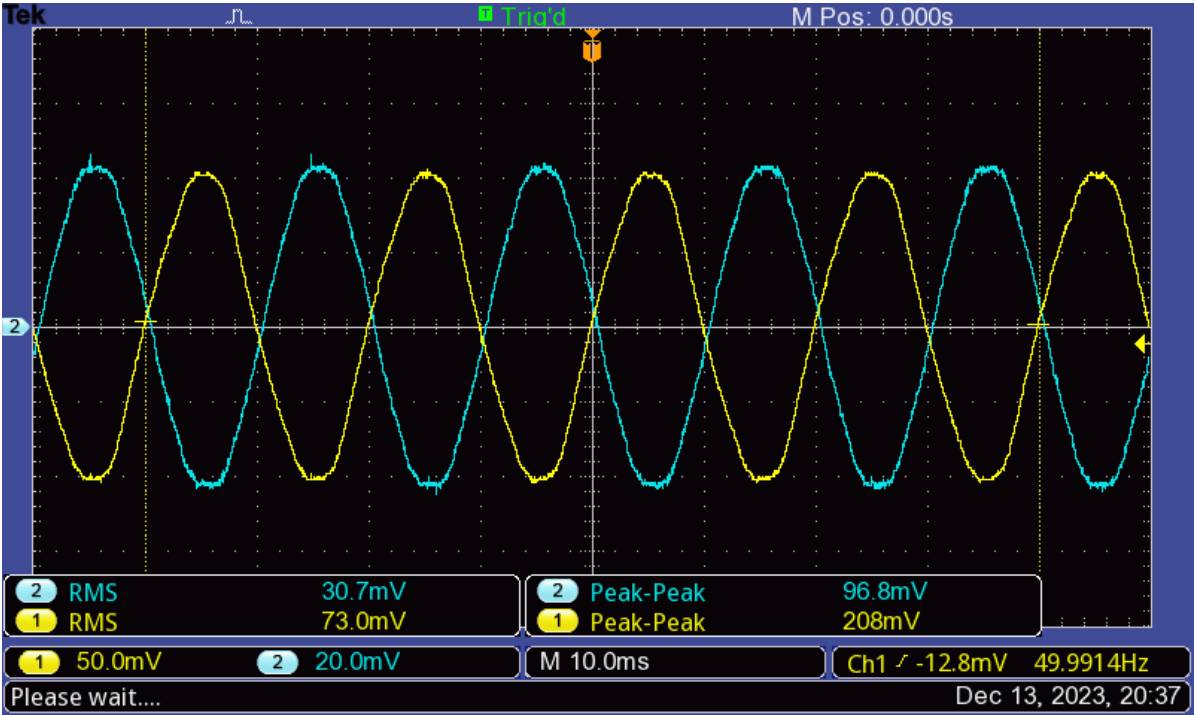 Tek T Trig'd M Pos: 0.000s
T
2
2 RMS 30.7mV 2 Peak-Peak 96.8mV
1 RMS 73.0mV 1 Peak-Peak 208mV
1 50.0mV 2 20.0mV M 10.0ms Ch1 -12.8mV 49.9914Hz
Please wait.... Dec 13, 2023, 20:37